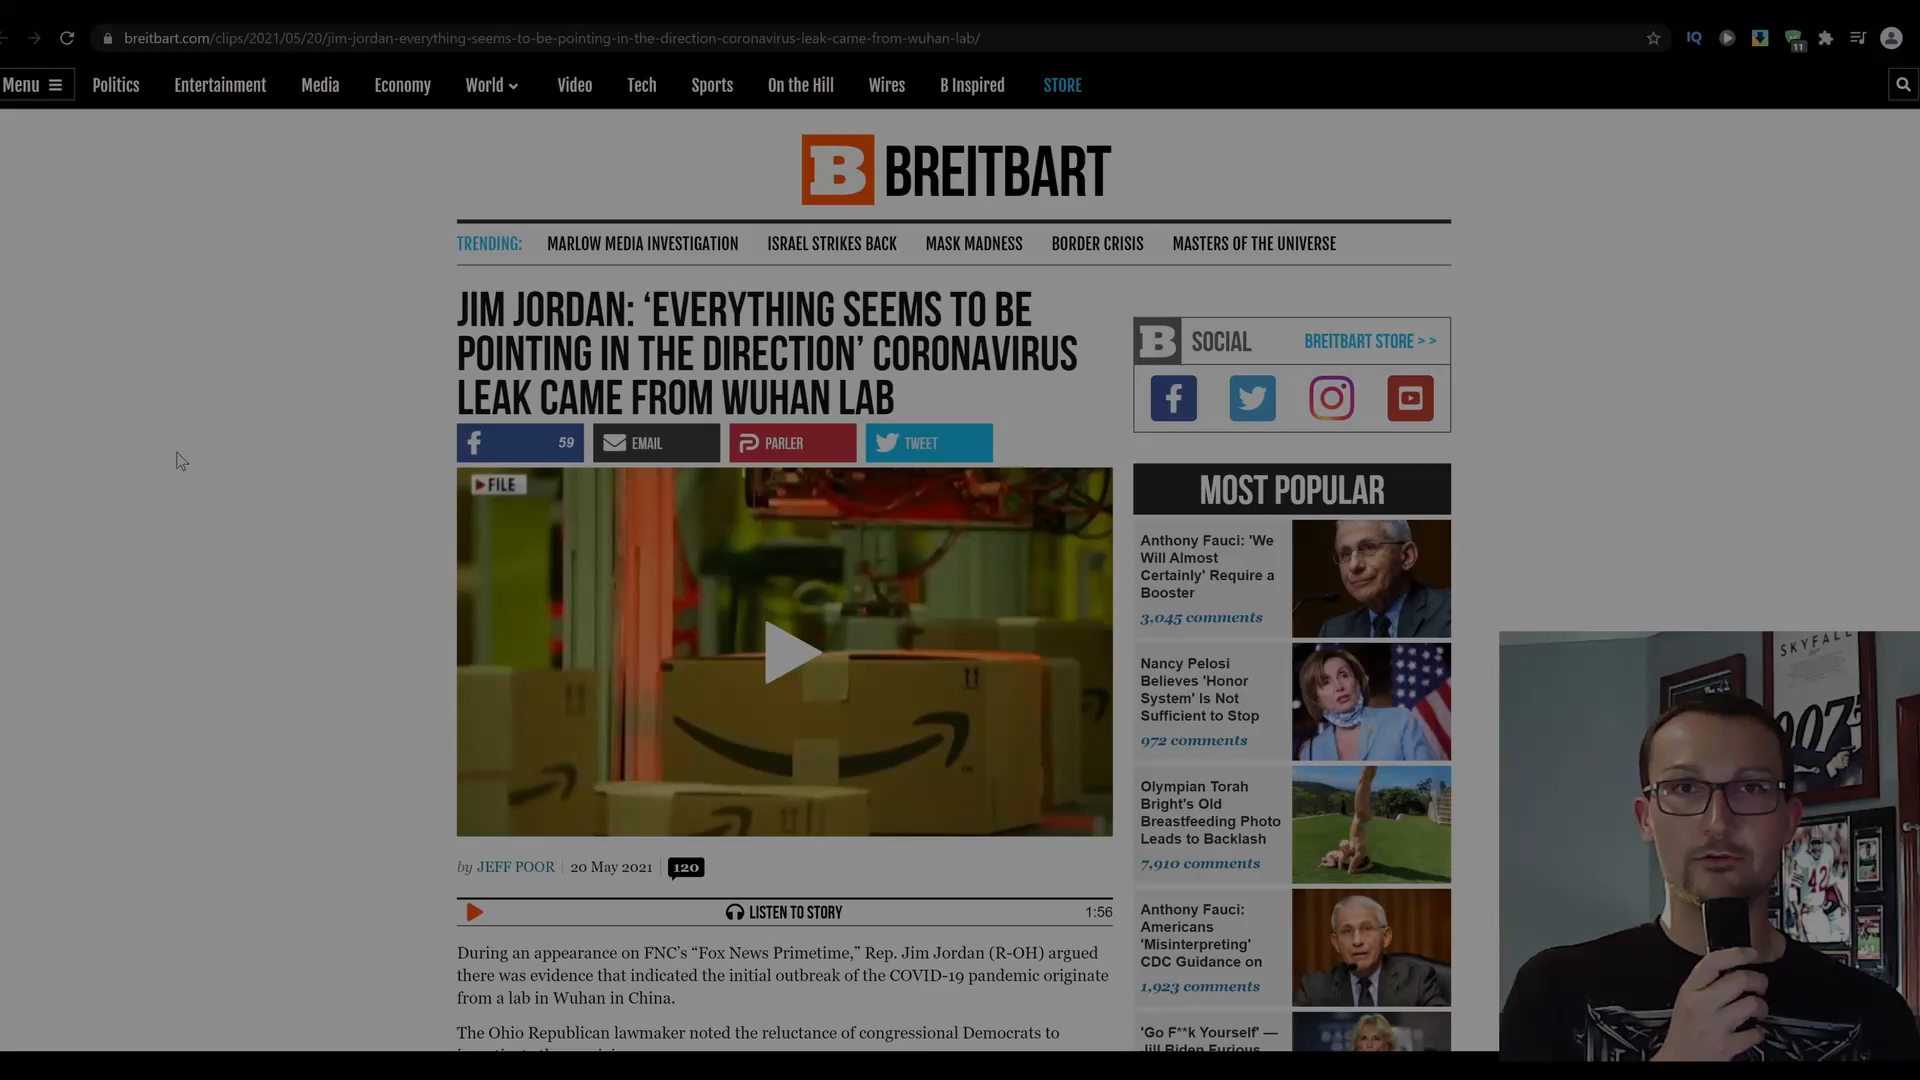 breitbart.com/clips/2021/05/20/jim-jordan-everything-seems-to-be-pointing-in-the-direction-coronavirus-leak-came-from-wuhan-lab/
IQ
11
Menu
Politics
Entertainment
Media
Economy
World
Video
Tech
Sports
On the Hill
Wires
B Inspired
STORE
B BREITBART
TRENDING: MARLOW MEDIA INVESTIGATION ISRAEL STRIKES BACK MASK MADNESS BORDER CRISIS MASTERS OF THE UNIVERSE
JIM JORDAN: ‘EVERYTHING SEEMS TO BE
POINTING IN THE DIRECTION’ CORONAVIRUS
LEAK CAME FROM WUHAN LAB
59
EMAIL
PARLER
TWEET
FILE
by JEFF POOR | 20 May 2021 | 120
LISTEN TO STORY
1:56
During an appearance on FNC’s “Fox News Primetime,” Rep. Jim Jordan (R-OH) argued
there was evidence that indicated the initial outbreak of the COVID-19 pandemic originate
from a lab in Wuhan in China.
The Ohio Republican lawmaker noted the reluctance of congressional Democrats to
B SOCIAL
BREITBART STORE > >
MOST POPULAR
Anthony Fauci: 'We
Will Almost
Certainly' Require a
Booster
3,045 comments
Nancy Pelosi
Believes 'Honor
System' Is Not
Sufficient to Stop
972 comments
Olympian Torah
Bright's Old
Breastfeeding Photo
Leads to Backlash
7,910 comments
Anthony Fauci:
Americans
'Misinterpreting'
CDC Guidance on
1,923 comments
'Go F**k Yourself' —
Jill Biden Furious
SKYFALL
007
42